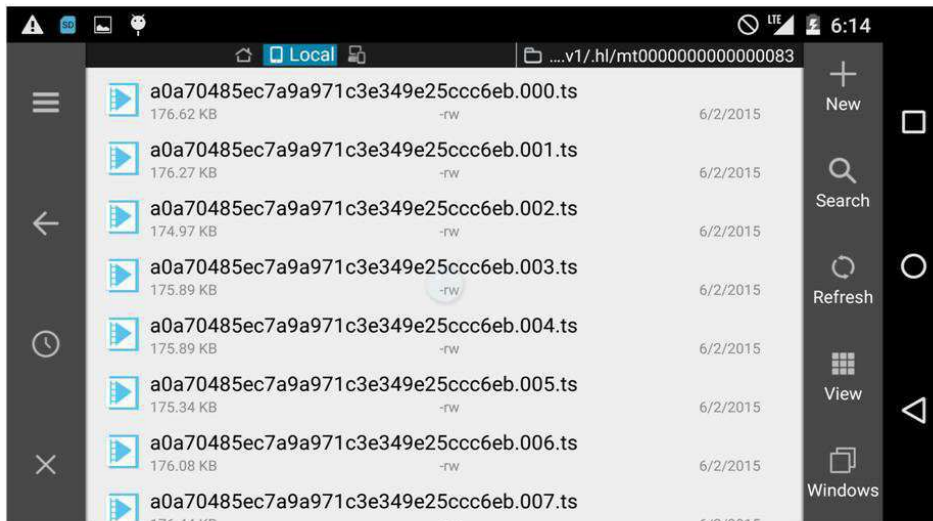 SD LTE 6:14
Local ....v1/.hl/mt0000000000000083
New
Search
Refresh
View
Windows
a0a70485ec7a9a971c3e349e25ccc6eb.000.ts
176.62 KB -rw 6/2/2015
a0a70485ec7a9a971c3e349e25ccc6eb.001.ts
176.27 KB -rw 6/2/2015
a0a70485ec7a9a971c3e349e25ccc6eb.002.ts
174.97 KB -rw 6/2/2015
a0a70485ec7a9a971c3e349e25ccc6eb.003.ts
175.89 KB -rw 6/2/2015
a0a70485ec7a9a971c3e349e25ccc6eb.004.ts
175.89 KB -rw 6/2/2015
a0a70485ec7a9a971c3e349e25ccc6eb.005.ts
175.34 KB -rw 6/2/2015
a0a70485ec7a9a971c3e349e25ccc6eb.006.ts
176.08 KB -rw 6/2/2015
a0a70485ec7a9a971c3e349e25ccc6eb.007.ts